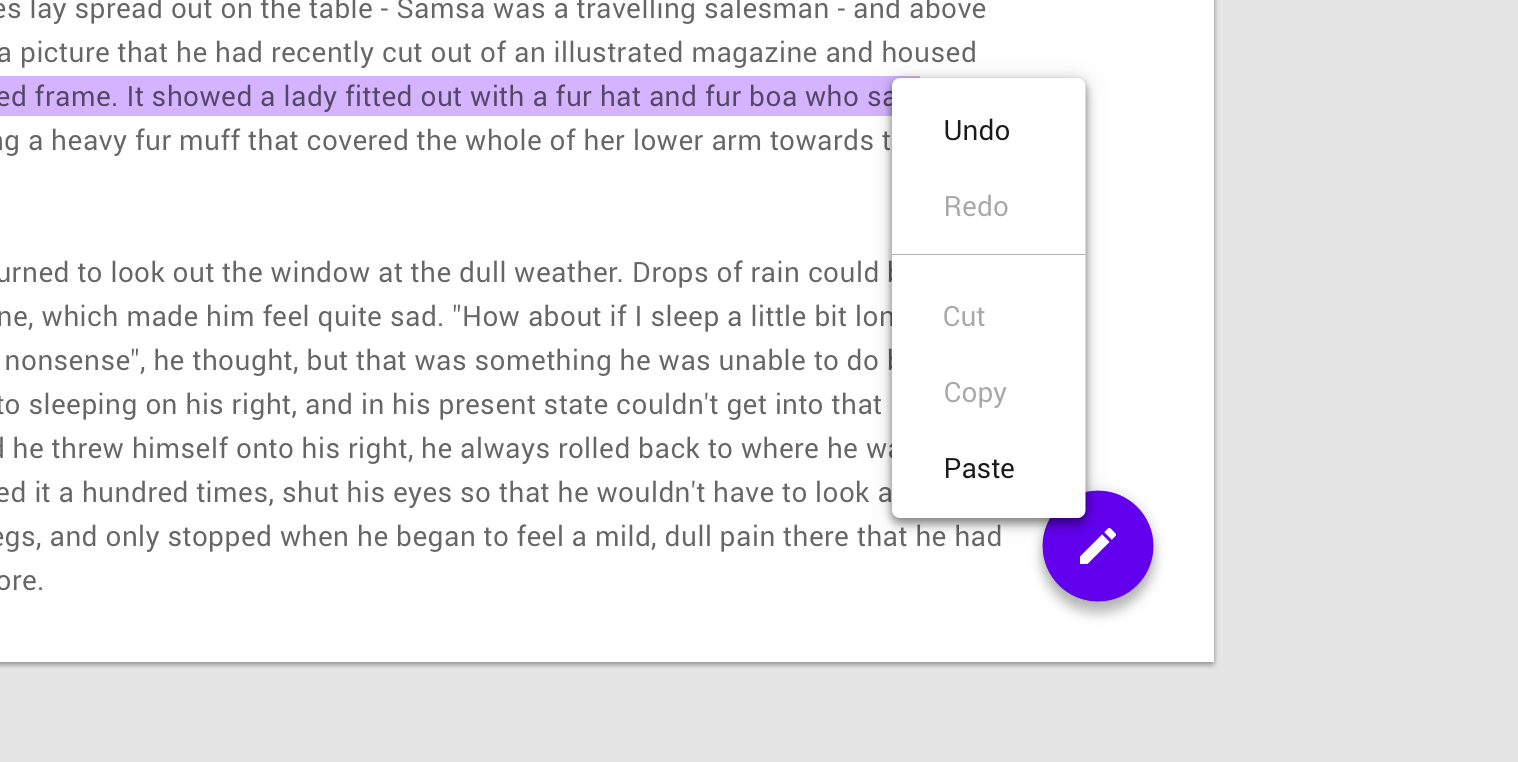 es lay spread out on the table - Samsa was a travelling salesman - and above
a picture that he had recently cut out of an illustrated magazine and housed
ed frame. It showed a lady fitted out with a fur hat and fur boa who sa
ng a heavy fur muff that covered the whole of her lower arm towards t
urned to look out the window at the dull weather. Drops of rain could b
ne, which made him feel quite sad. "How about if I sleep a little bit lon
nonsense", he thought, but that was something he was unable to do b
to sleeping on his right, and in his present state couldn't get into that
d he threw himself onto his right, he always rolled back to where he wa
ed it a hundred times, shut his eyes so that he wouldn't have to look a
egs, and only stopped when he began to feel a mild, dull pain there that he had
ore.
Undo
Redo
Cut
Copy
Paste